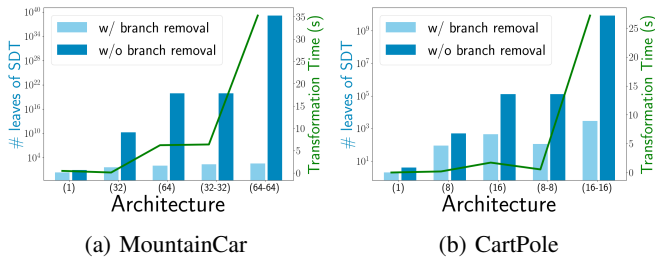 # leaves of SDT
10^40
10^34
10^28
10^22
10^16
10^10
10^4
w/ branch removal
w/o branch removal
35
30
25
20
15
10
5
0
Transformation Time (s)
(1) (32) (64) (32-32) (64-64)
Architecture
(a) MountainCar
# leaves of SDT
10^9
10^7
10^5
10^3
10^1
w/ branch removal
w/o branch removal
25
20
15
10
5
0
Transformation Time (s)
(1) (8) (16) (8-8) (16-16)
Architecture
(b) CartPole